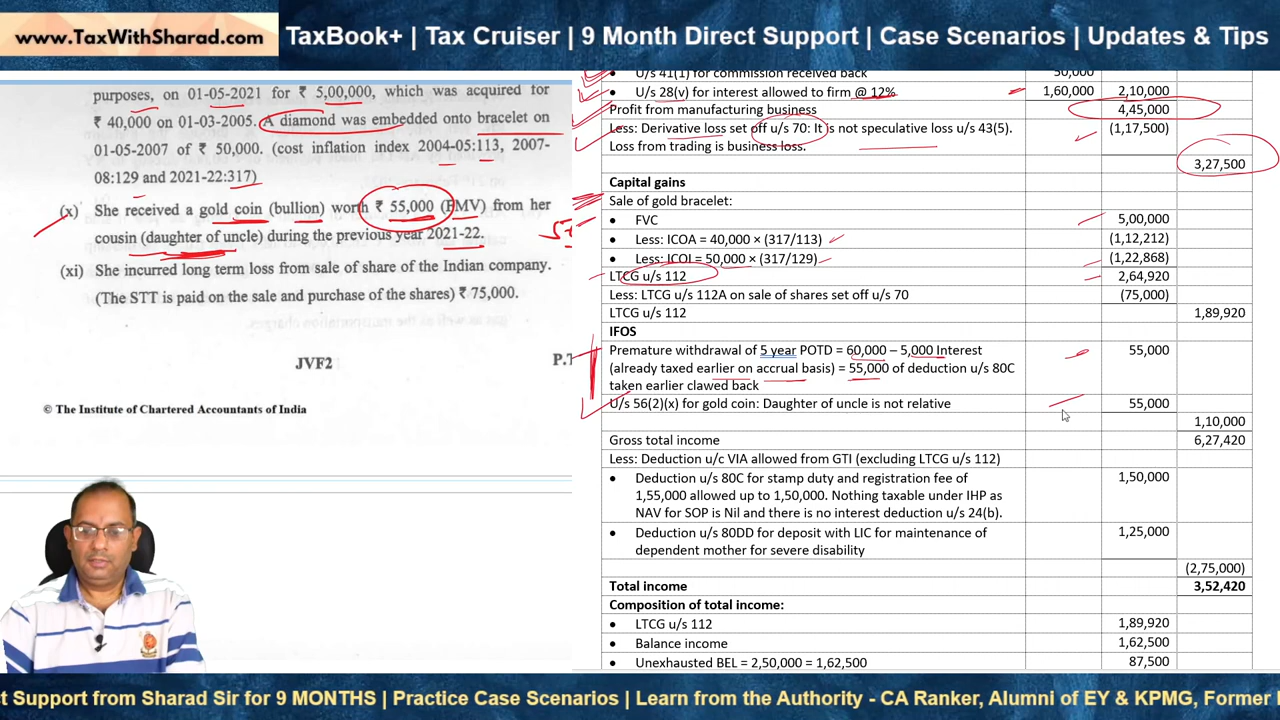 www.TaxWithSharad.com
TaxBook+ | Tax Cruiser | 9 Month Direct Support | Case Scenarios | Updates & Tips
purposes, on 01-05-2021 for ₹ 5,00,000, which was acquired for
₹ 40,000 on 01-03-2005. A diamond was embedded onto bracelet on
01-05-2007 of ₹ 50,000. (cost inflation index 2004-05:113, 2007-
08:129 and 2021-22:317)
(x) She received a gold coin (bullion) worth ₹ 55,000 (FMV) from her
cousin (daughter of uncle) during the previous year 2021-22.
(xi) She incurred long term loss from sale of share of the Indian company.
(The STT is paid on the sale and purchase of the shares) ₹ 75,000.
JVF2
P.T
© The Institute of Chartered Accountants of India
• U/s 41(1) for commission received back 50,000
• U/s 28(v) for interest allowed to firm @ 12% 1,60,000 2,10,000
Profit from manufacturing business 4,45,000
Less: Derivative loss set off u/s 70: It is not speculative loss u/s 43(5). (1,17,500)
Loss from trading is business loss.
3,27,500
Capital gains
Sale of gold bracelet:
• FVC 5,00,000
• Less: ICOA = 40,000 × (317/113) (1,12,212)
• Less: ICOI = 50,000 × (317/129) (1,22,868)
LTCG u/s 112 2,64,920
Less: LTCG u/s 112A on sale of shares set off u/s 70 (75,000)
LTCG u/s 112 1,89,920
IFOS
Premature withdrawal of 5 year POTD = 60,000 – 5,000 Interest 55,000
(already taxed earlier on accrual basis) = 55,000 of deduction u/s 80C
taken earlier clawed back
U/s 56(2)(x) for gold coin: Daughter of uncle is not relative 55,000
1,10,000
Gross total income 6,27,420
Less: Deduction u/c VIA allowed from GTI (excluding LTCG u/s 112)
• Deduction u/s 80C for stamp duty and registration fee of 1,50,000
1,55,000 allowed up to 1,50,000. Nothing taxable under IHP as
NAV for SOP is Nil and there is no interest deduction u/s 24(b).
• Deduction u/s 80DD for deposit with LIC for maintenance of 1,25,000
dependent mother for severe disability
(2,75,000)
Total income 3,52,420
Composition of total income:
• LTCG u/s 112 1,89,920
• Balance income 1,62,500
• Unexhausted BEL = 2,50,000 = 1,62,500 87,500
t Support from Sharad Sir for 9 MONTHS | Practice Case Scenarios | Learn from the Authority - CA Ranker, Alumni of EY & KPMG, Former